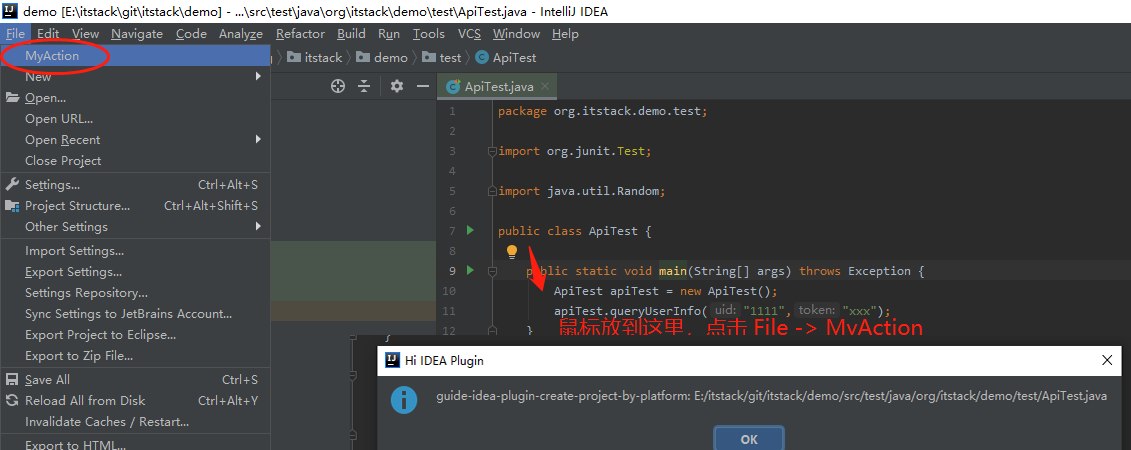 demo [E:\itstack\git\itstack\demo] - ...\src\test\java\org\itstack\demo\test\ApiTest.java - IntelliJ IDEA
File Edit View Navigate Code Analyze Refactor Build Run Tools VCS Window Help
itstack demo test ApiTest
MyAction
New
Open...
Open URL...
Open Recent
Close Project
Settings... Ctrl+Alt+S
Project Structure... Ctrl+Alt+Shift+S
Other Settings
Import Settings...
Export Settings...
Settings Repository...
Sync Settings to JetBrains Account...
Export Project to Eclipse...
Export to Zip File...
Save All Ctrl+S
Reload All from Disk Ctrl+Alt+Y
Invalidate Caches / Restart...
Export to HTML...
ApiTest.java
1 package org.itstack.demo.test;
2
3 import org.junit.Test;
4
5 import java.util.Random;
6
7 public class ApiTest {
8
9 public static void main(String[] args) throws Exception {
10 ApiTest apiTest = new ApiTest();
11 apiTest.queryUserInfo( uid: "1111", token: "xxx");
12 }
鼠标放到这里，点击 File -> MyAction
{
Hi IDEA Plugin
guide-idea-plugin-create-project-by-platform: E:/itstack/git/itstack/demo/src/test/java/org/itstack/demo/test/ApiTest.java
OK